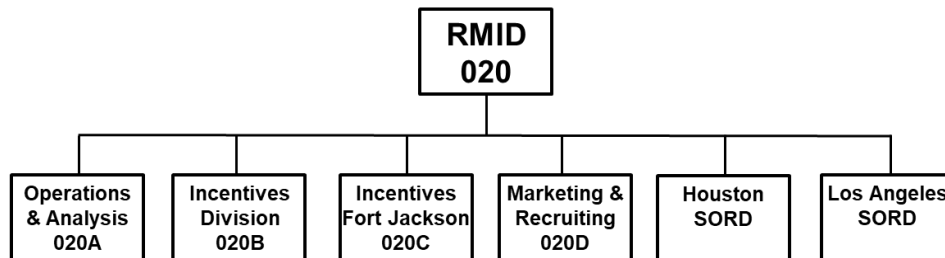 RMID
020
Operations
& Analysis
020A
Incentives
Division
020B
Incentives
Fort Jackson
020C
Marketing &
Recruiting
020D
Houston
SORD
Los Angeles
SORD